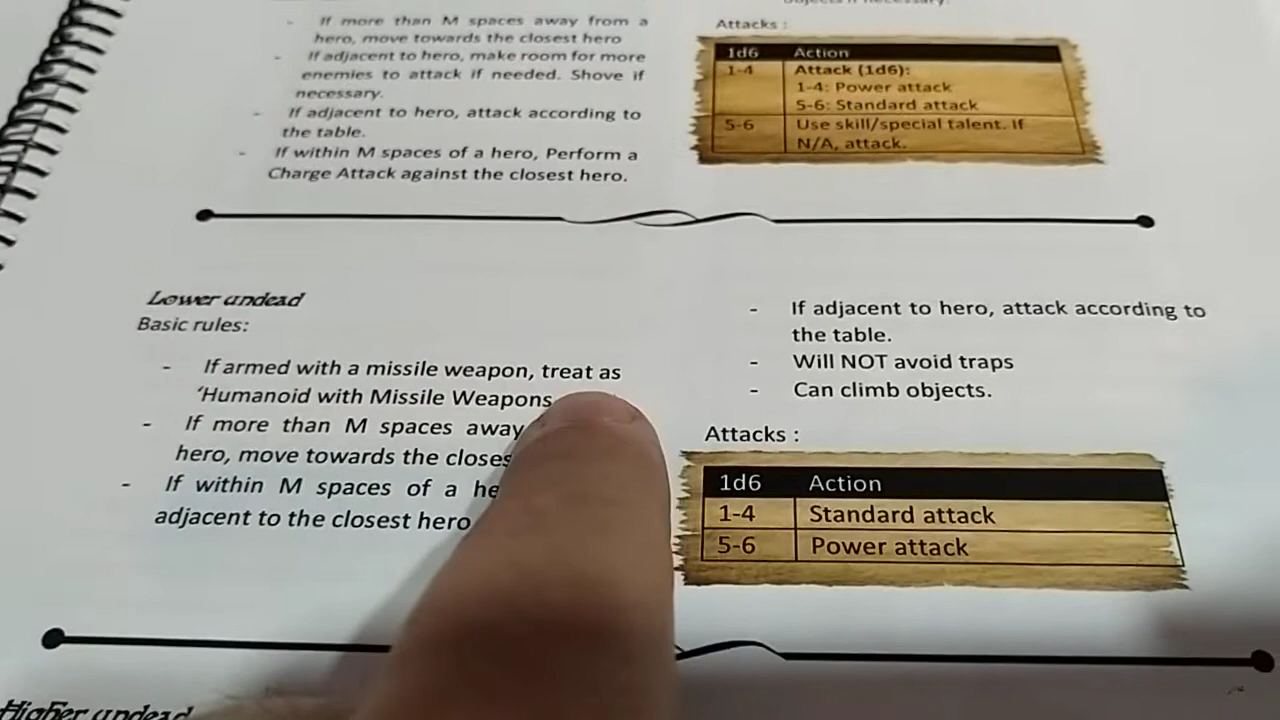 - If more than M spaces away from a
hero, move towards the closest hero
- If adjacent to hero, make room for more
enemies to attack if needed. Shove if
necessary.
- If adjacent to hero, attack according to
the table.
- If within M spaces of a hero, Perform a
Charge Attack against the closest hero.
necessary.
Attacks :
1d6 Action
1-4 Attack (1d6):
1-4: Power attack
5-6: Standard attack
5-6 Use skill/special talent. If
N/A, attack.
Lower undead
Basic rules:
- If armed with a missile weapon, treat as
'Humanoid with Missile Weapons
- If more than M spaces away
hero, move towards the
- If within M spaces of a
adjacent to the closest hero
- If adjacent to hero, attack according to
the table.
- Will NOT avoid traps
- Can climb objects.
Attacks :
1d6 Action
1-4 Standard attack
5-6 Power attack
Higher undead